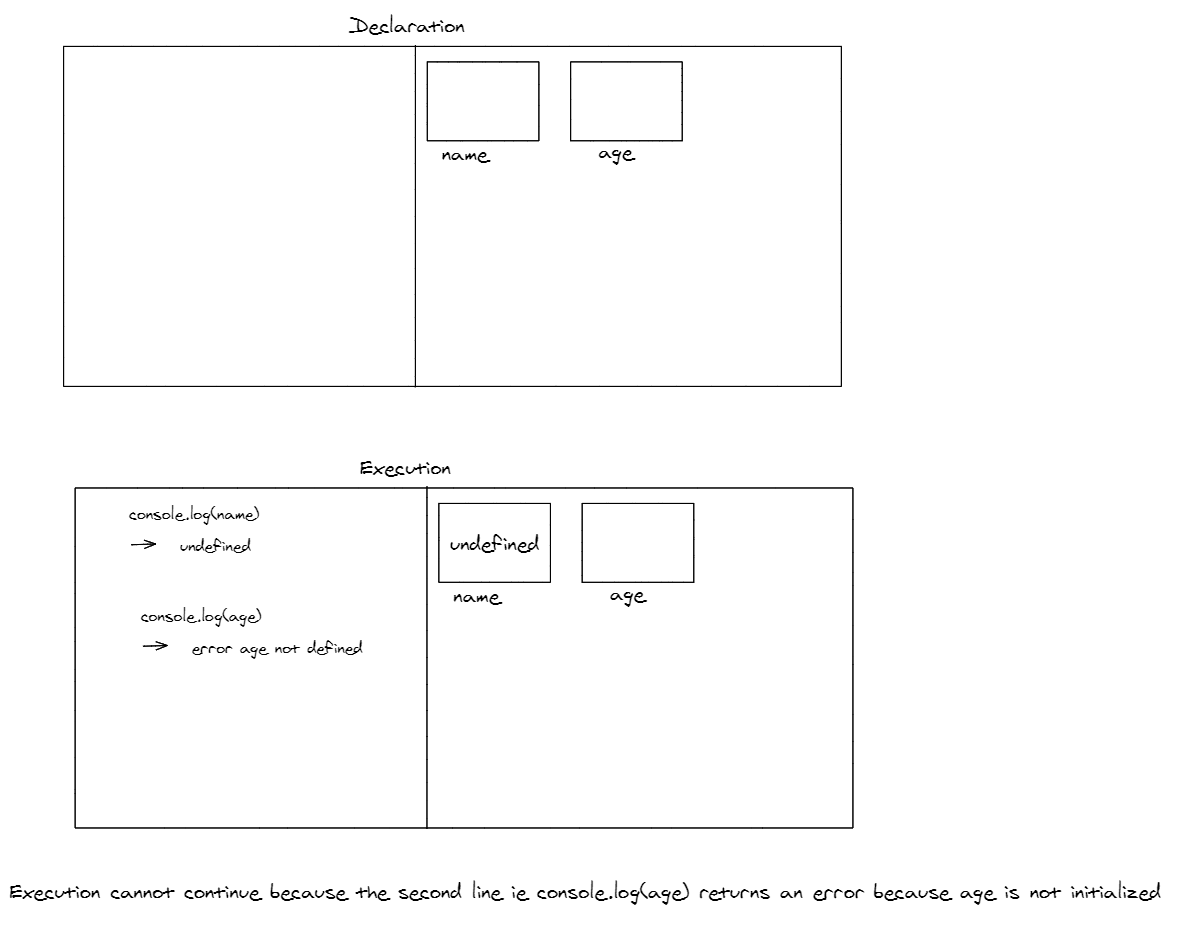 Declaration
name age
Execution
console.log(name)
→ undefined
undefined
name age
console.log(age)
→ error age not defined
Execution cannot continue because the second line ie console.log(age) returns an error because age is not initialized